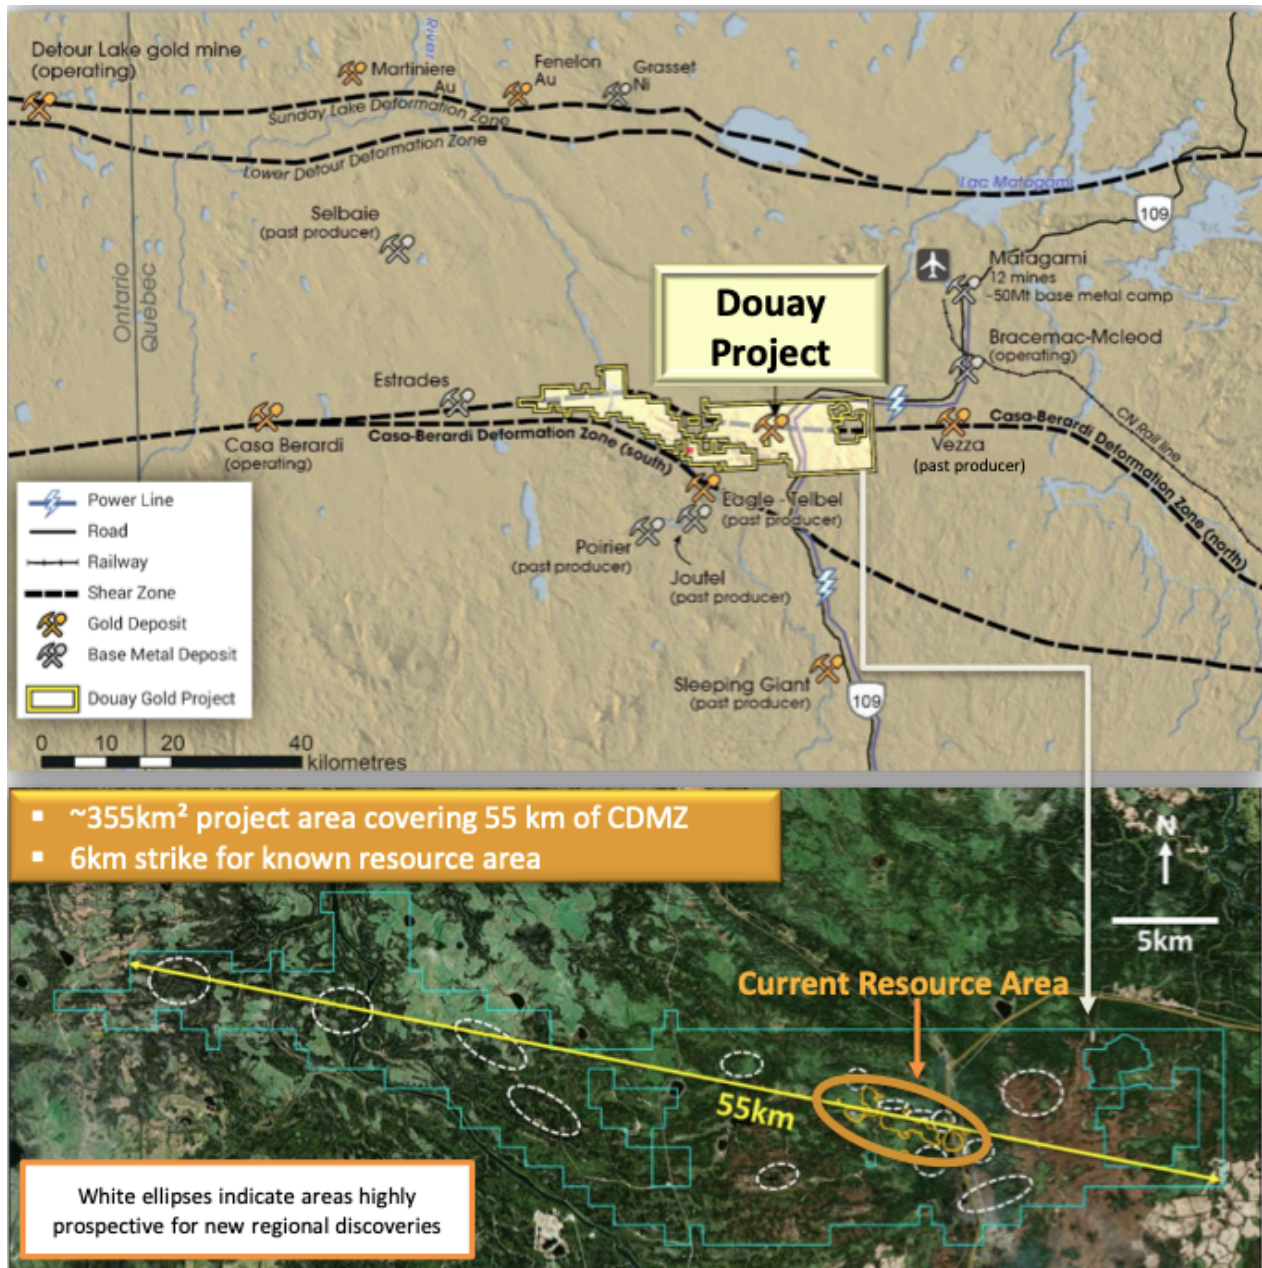 River
Detour Lake gold mine
(operating)
Martiniere
Au
Fenelon
Au
Grasset
Ni
Sunday Lake Deformation Zone
Lower Detour Deformation Zone
Lac Matagami
109
Selbaie
(past producer)
Ontario
Quebec
Matagami
12 mines
~50Mt base metal camp
Douay
Project
Bracemac-Mcleod
(operating)
Estrades
CN Rail line
Casa Berardi
(operating)
Casa-Berardi Deformation Zone (south)
Vezza
(past producer)
Casa-Berardi Deformation Zone (north)
Eagle - Telbel
(past producer)
Poirier
(past producer)
Joutel
(past producer)
Sleeping Giant
(past producer)
109
Power Line
Road
Railway
Shear Zone
Gold Deposit
Base Metal Deposit
Douay Gold Project
0 10 20 40
kilometres
▪ ~355km² project area covering 55 km of CDMZ
▪ 6km strike for known resource area
N
5km
Current Resource Area
55km
White ellipses indicate areas highly
prospective for new regional discoveries